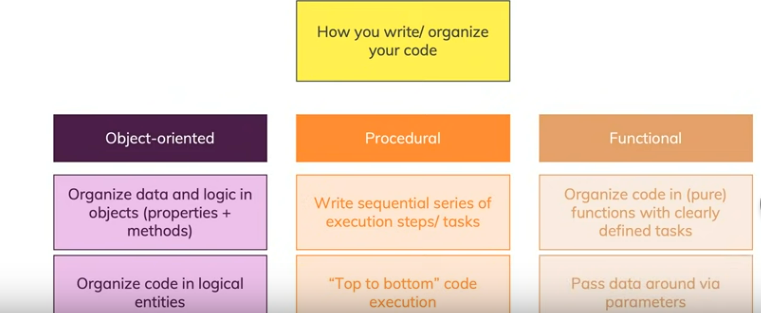 How you write/ organize
your code
Object-oriented
Procedural
Functional
Organize data and logic in
objects (properties +
methods)
Write sequential series of
execution steps/ tasks
Organize code in (pure)
functions with clearly
defined tasks
Organize code in logical
entities
“Top to bottom” code
execution
Pass data around via
parameters